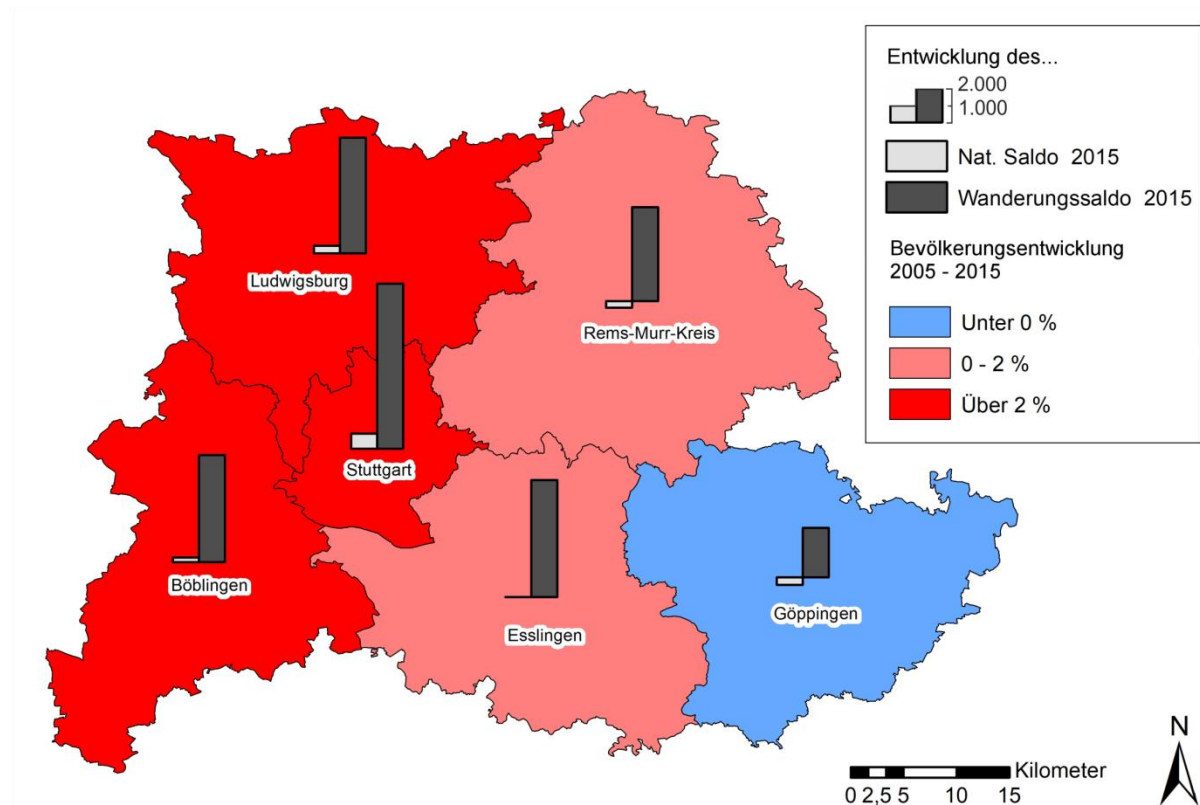 Entwicklung des...
2.000
1.000
Nat. Saldo 2015
Wanderungssaldo 2015
Bevölkerungsentwicklung
2005 - 2015
Unter 0 %
0 - 2 %
Über 2 %
Ludwigsburg
Rems-Murr-Kreis
Stuttgart
Böblingen
Esslingen
Göppingen
N
Kilometer
0 2,5 5 10 15